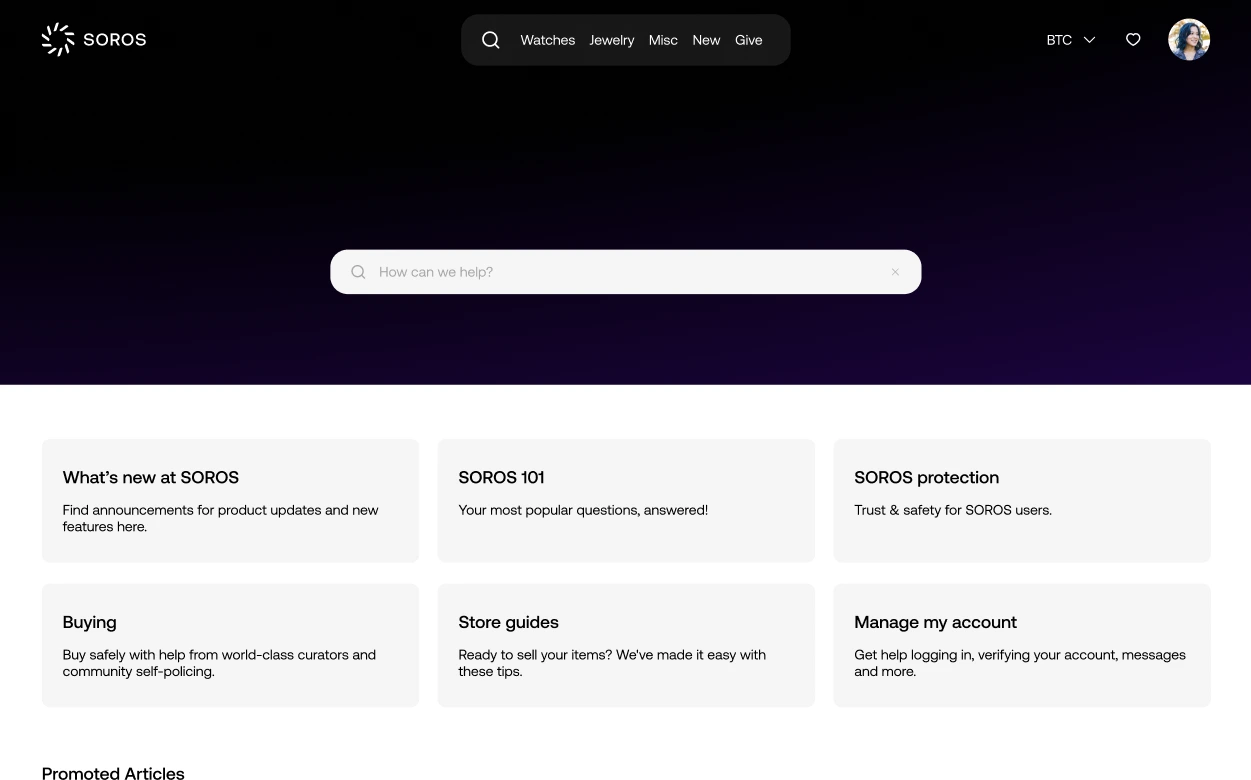 SOROS
Watches Jewelry Misc New Give
BTC
How can we help?
What’s new at SOROS
Find announcements for product updates and new
features here.
SOROS 101
Your most popular questions, answered!
SOROS protection
Trust & safety for SOROS users.
Buying
Buy safely with help from world-class curators and
community self-policing.
Store guides
Ready to sell your items? We've made it easy with
these tips.
Manage my account
Get help logging in, verifying your account, messages
and more.
Promoted Articles